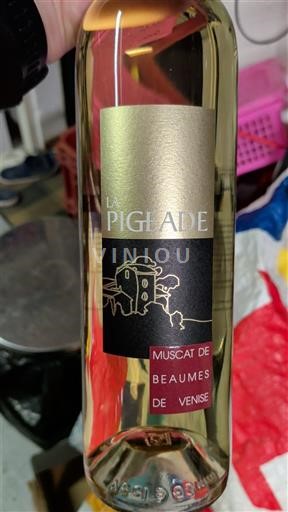 LA
PIGEADE
VINIOU
MUSCAT DE
BEAUMES
DE VENISE